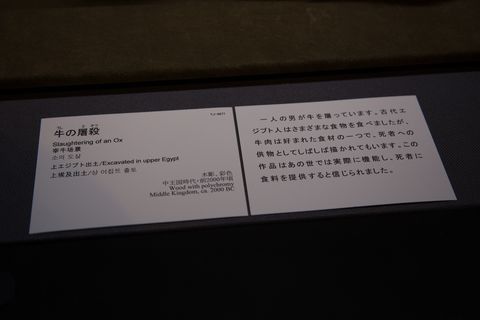 牛の屠殺
Slaughtering of an Ox
宰牛场景
소의 도살
上エジプト出土/Excavated in upper Egypt
上埃及出土/상 이집트 출토
木彫、彩色
中王国時代・前2000年頃
Wood with polychromy
Middle Kingdom, ca. 2000 BC
一人の男が牛を屠っています。古代エ
ジプト人はさまざまな食物を食べましたが、
牛肉は好まれた食材の一つで、死者への
供物としてしばしば描かれてもいます。この
作品はあの世では実際に機能し、死者に
食料を提供すると信じられました。